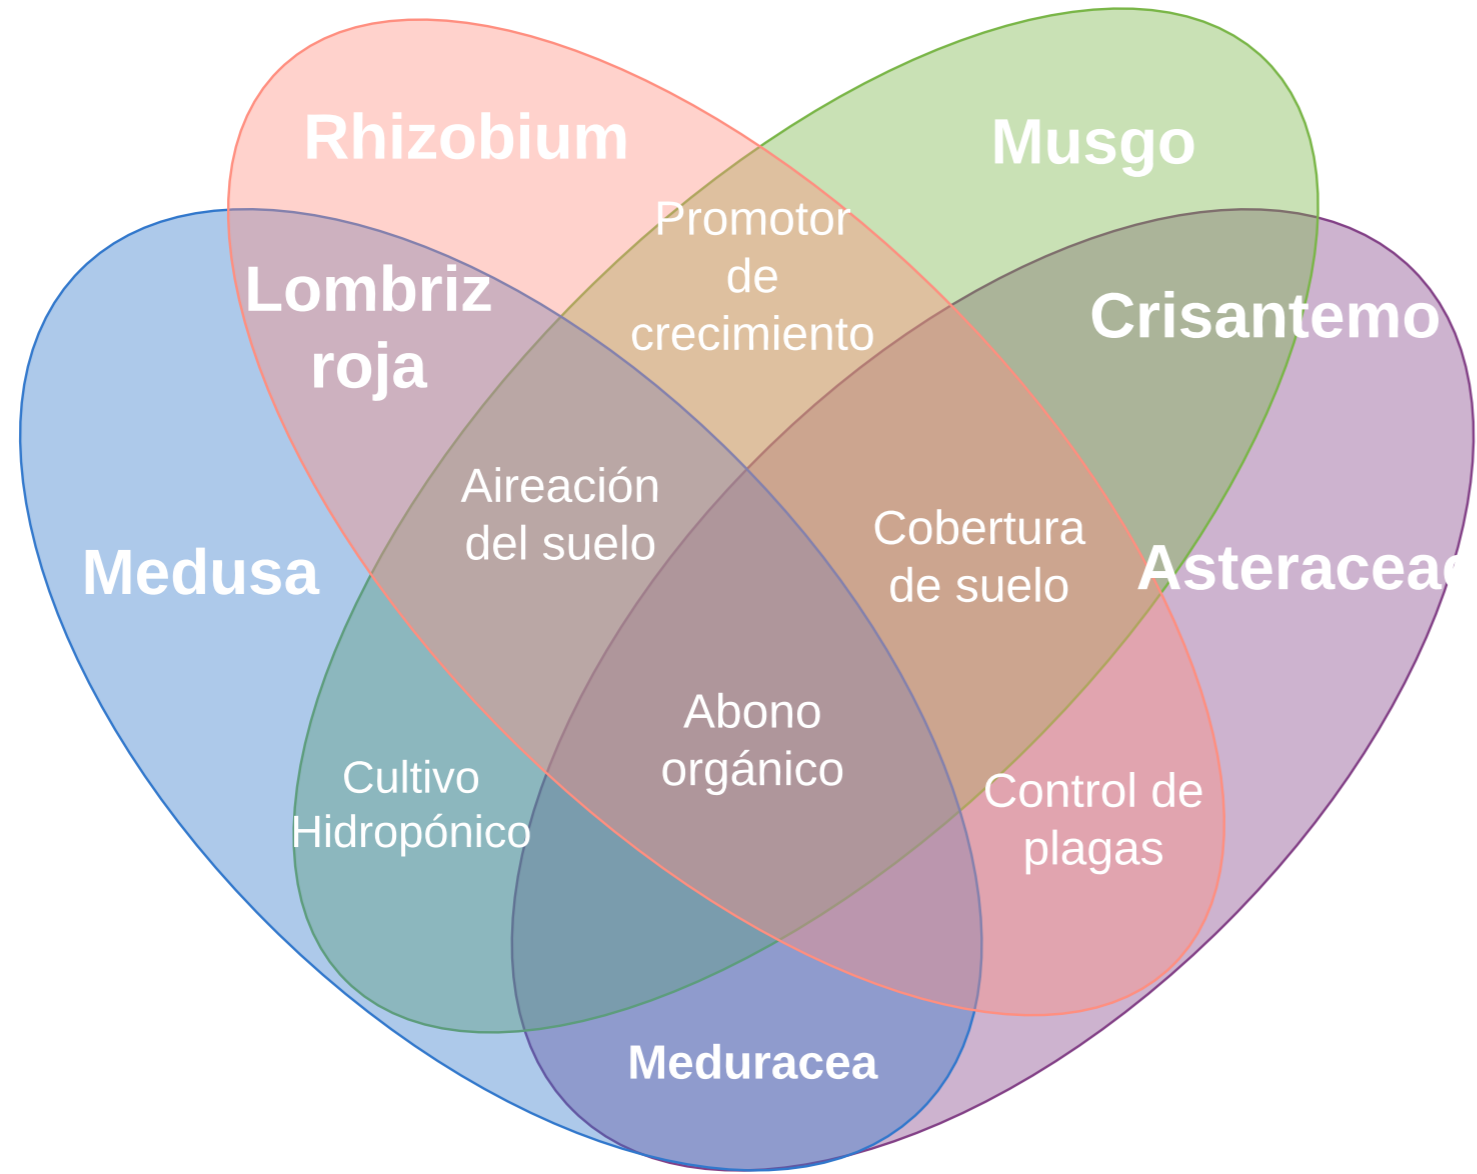 Rhizobium
Musgo
Promotor
de
crecimiento
Lombriz
roja
Crisantemo
Aireación
del suelo
Cobertura
de suelo
Medusa
Asteraceae
Abono
orgánico
Cultivo
Hidropónico
Control de
plagas
Meduracea